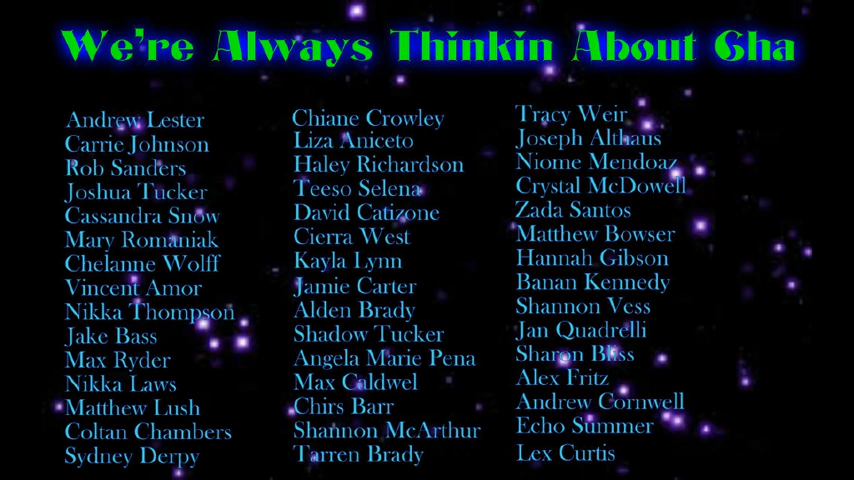 We're Always Thinkin About Cha
Andrew Lester
Carrie Johnson
Rob Sanders
Joshua Tucker
Cassandra Snow
Mary Romaniak
Chelanne Wolff
Vincent Amor
Nikka Thompson
Jake Bass
Max Ryder
Nikka Laws
Matthew Lush
Coltan Chambers
Sydney Derpy
Chiane Crowley
Liza Aniceto
Haley Richardson
Teeso Selena
David Catizone
Cierra West
Kayla Lynn
Jamie Carter
Alden Brady
Shadow Tucker
Angela Marie Pena
Max Caldwel
Chirs Barr
Shannon McArthur
Tarren Brady
Tracy Weir
Joseph Althaus
Niome Mendoaz
Crystal McDowell
Zada Santos
Matthew Bowser
Hannah Gibson
Banan Kennedy
Shannon Vess
Jan Quadrelli
Sharon Bliss
Alex Fritz
Andrew Cornwell
Echo Summer
Lex Curtis